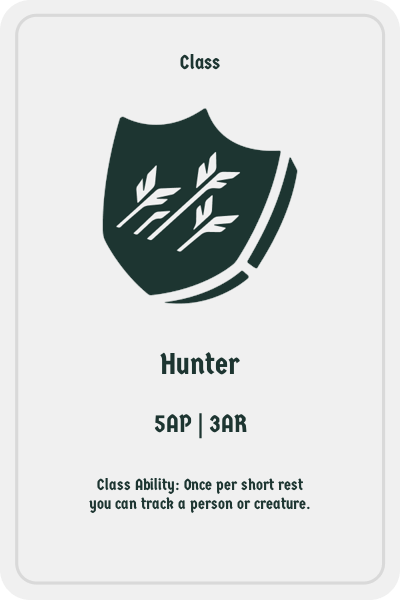 Class
Hunter
5AP | 3AR
Class Ability: Once per short rest
you can track a person or creature.